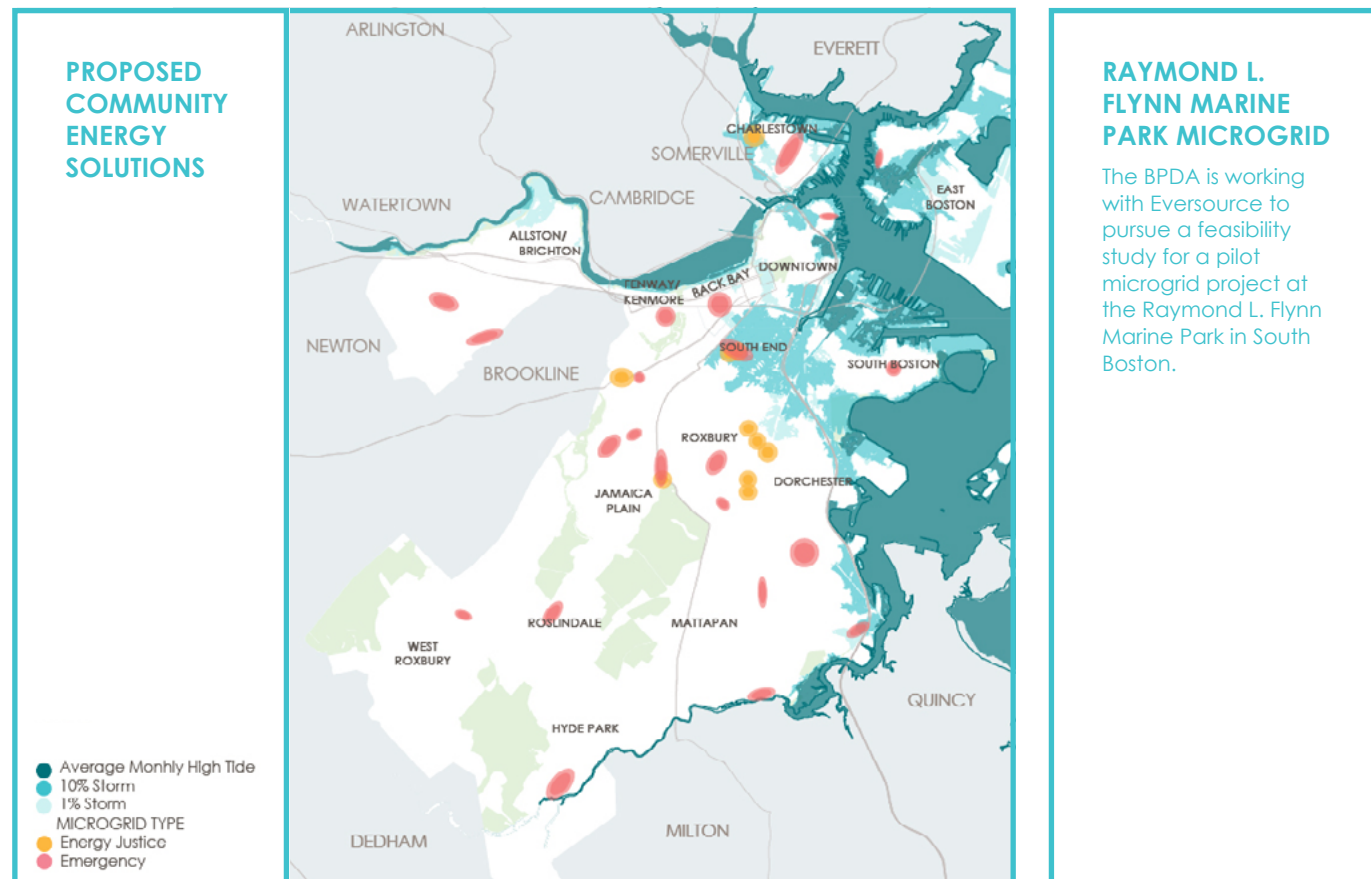 PROPOSED
COMMUNITY
ENERGY
SOLUTIONS
Average Monhly High Tide
10% Storm
1% Storm
MICROGRID TYPE
Energy Justice
Emergency
ARLINGTON
EVERETT
CHARLESTOWN
SOMERVILLE
CAMBRIDGE
WATERTOWN
EAST
BOSTON
ALLSTON/
BRIGHTON
DOWNTOWN
BACK BAY
FENWAY/
KENMORE
NEWTON
SOUTH END
BROOKLINE
SOUTH BOSTON
ROXBURY
DORCHESTER
JAMAICA
PLAIN
ROSLINDALE
MATTAPAN
WEST
ROXBURY
QUINCY
HYDE PARK
MILTON
DEDHAM
RAYMOND L.
FLYNN MARINE
PARK MICROGRID
The BPDA is working
with Eversource to
pursue a feasibility
study for a pilot
microgrid project at
the Raymond L. Flynn
Marine Park in South
Boston.